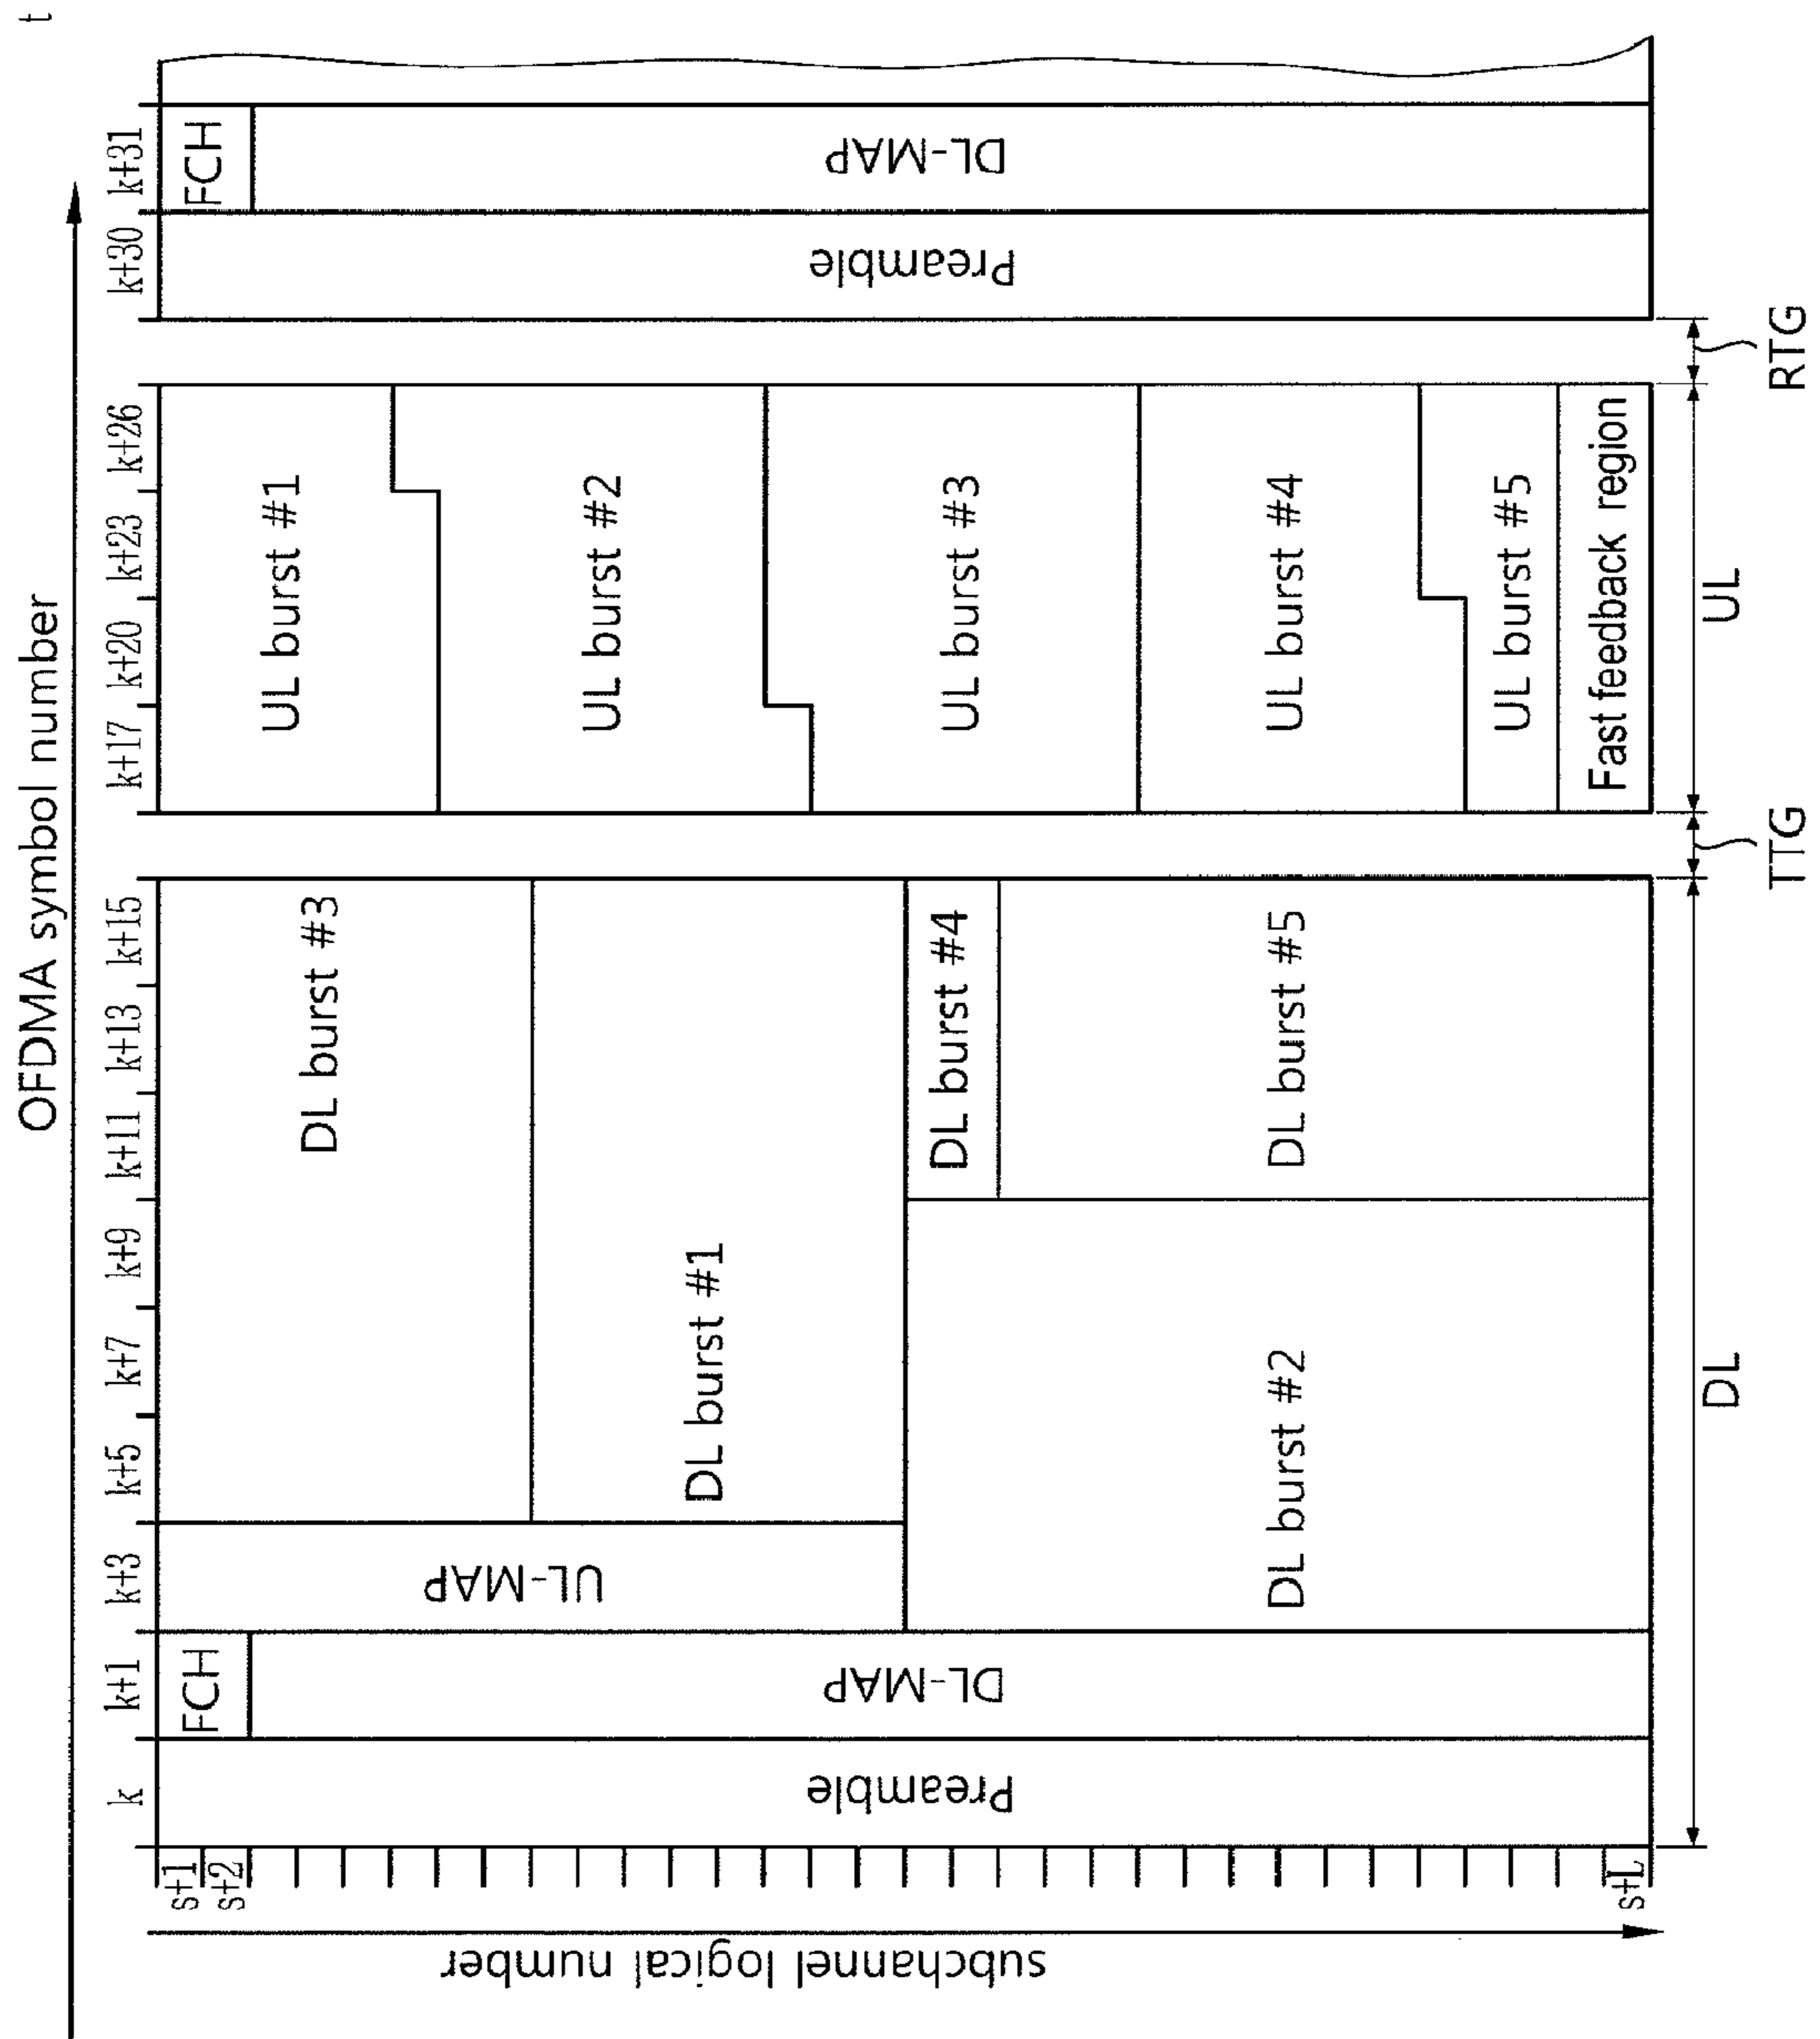 OFDMA symbol number
t
k
k+1
k+3
k+5
k+7
k+9
k+11
k+13
k+15
k+17
k+20
k+23
k+26
k+30
k+31
subchannel logical number
s+1
s+2
s+L
Preamble
FCH
DL-MAP
UL-MAP
DL burst #3
DL burst #1
DL burst #2
DL burst #4
DL burst #5
UL burst #1
UL burst #2
UL burst #3
UL burst #4
UL burst #5
Fast feedback region
Preamble
FCH
DL-MAP
DL
TTG
UL
RTG